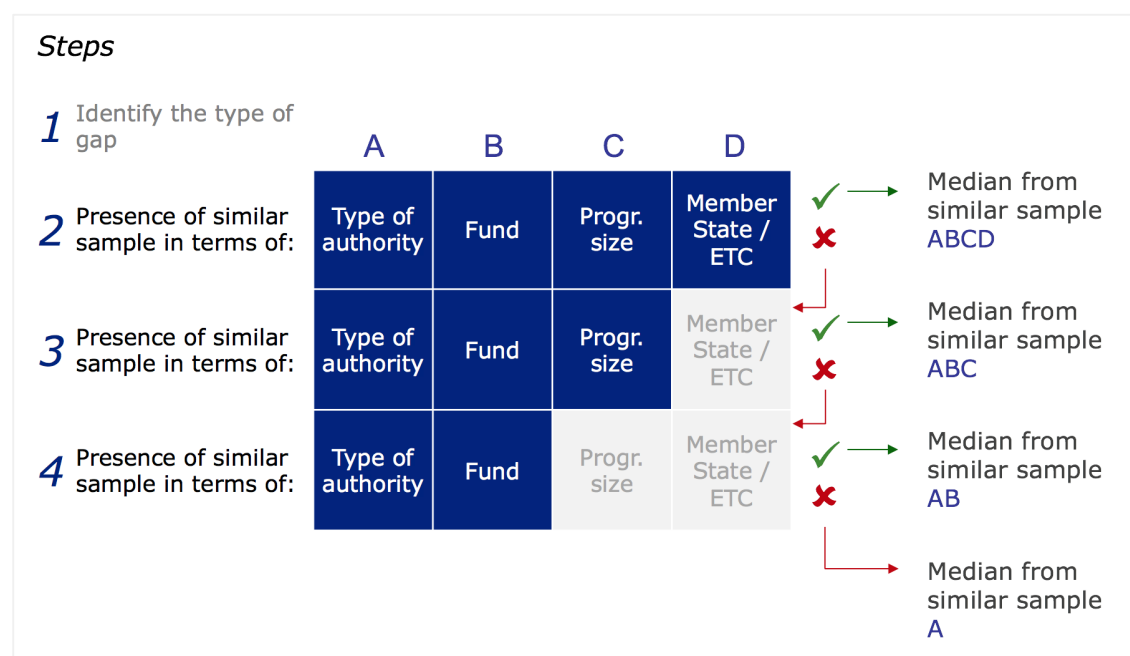 Steps
1 Identify the type of
gap
A B C D
2 Presence of similar
sample in terms of:
Type of
authority
Fund
Progr.
size
Member
State /
ETC
Median from
similar sample
ABCD
3 Presence of similar
sample in terms of:
Type of
authority
Fund
Progr.
size
Member
State /
ETC
Median from
similar sample
ABC
4 Presence of similar
sample in terms of:
Type of
authority
Fund
Progr.
size
Member
State /
ETC
Median from
similar sample
AB
Median from
similar sample
A